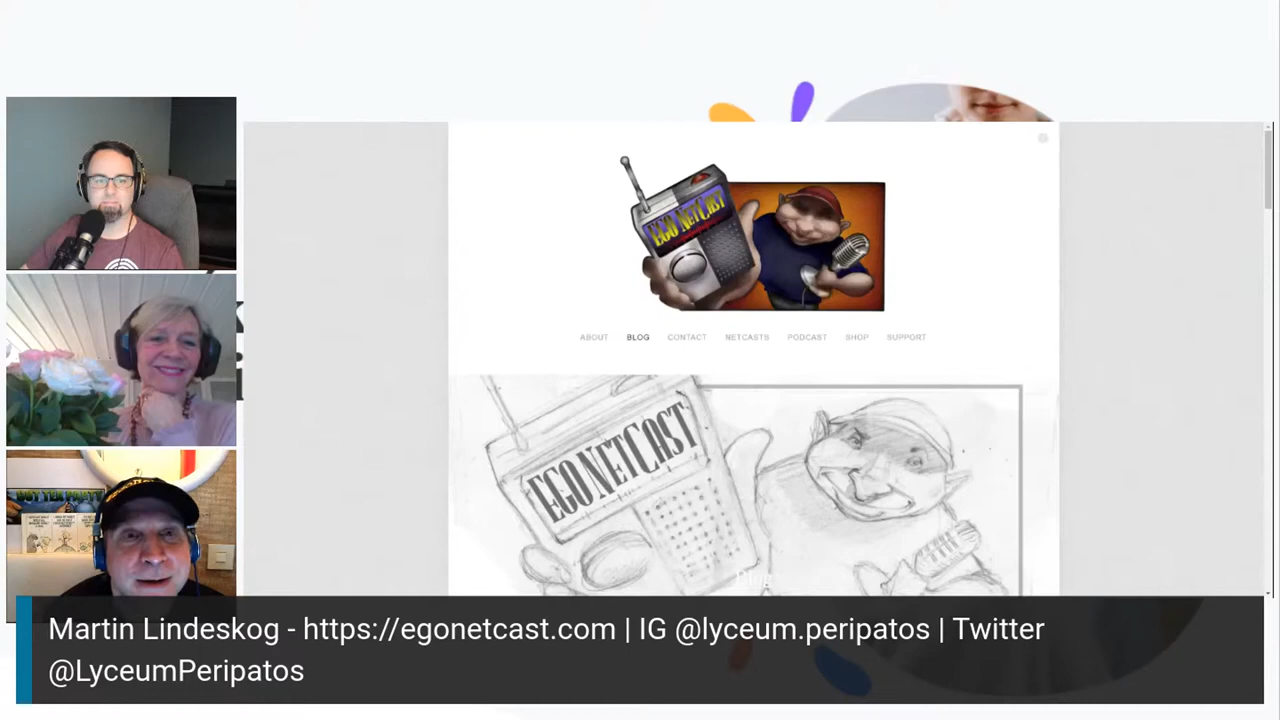 EGO NETCAST
ABOUT BLOG CONTACT NETCASTS PODCAST SHOP SUPPORT
EGONETCAST
Blog
Martin Lindeskog - https://egonetcast.com | IG @lyceum.peripatos | Twitter
@LyceumPeripatos